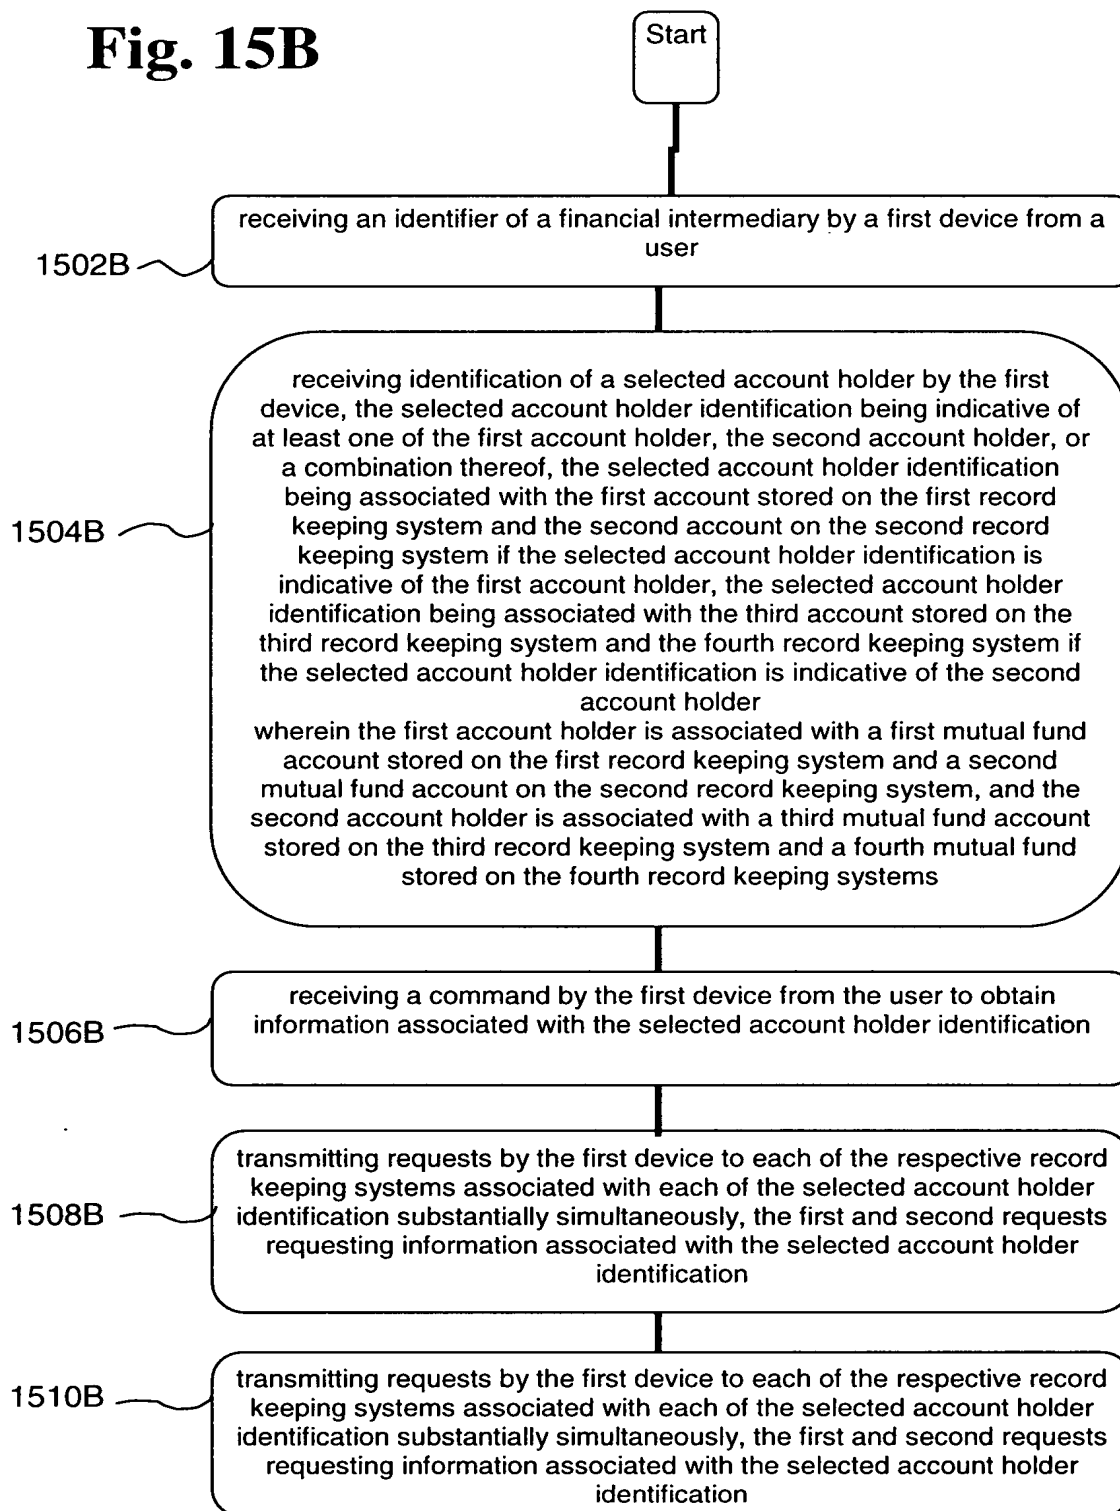 Fig. 15B
Start
receiving an identifier of a financial intermediary by a first device from a
user
1502B
receiving identification of a selected account holder by the first
device, the selected account holder identification being indicative of
at least one of the first account holder, the second account holder, or
a combination thereof, the selected account holder identification
being associated with the first account stored on the first record
keeping system and the second account on the second record
keeping system if the selected account holder identification is
indicative of the first account holder, the selected account holder
identification being associated with the third account stored on the
third record keeping system and the fourth record keeping system if
the selected account holder identification is indicative of the second
account holder
wherein the first account holder is associated with a first mutual fund
account stored on the first record keeping system and a second
mutual fund account on the second record keeping system, and the
second account holder is associated with a third mutual fund account
stored on the third record keeping system and a fourth mutual fund
stored on the fourth record keeping systems
1504B
receiving a command by the first device from the user to obtain
information associated with the selected account holder identification
1506B
transmitting requests by the first device to each of the respective record
keeping systems associated with each of the selected account holder
identification substantially simultaneously, the first and second requests
requesting information associated with the selected account holder
identification
1508B
transmitting requests by the first device to each of the respective record
keeping systems associated with each of the selected account holder
identification substantially simultaneously, the first and second requests
requesting information associated with the selected account holder
identification
1510B